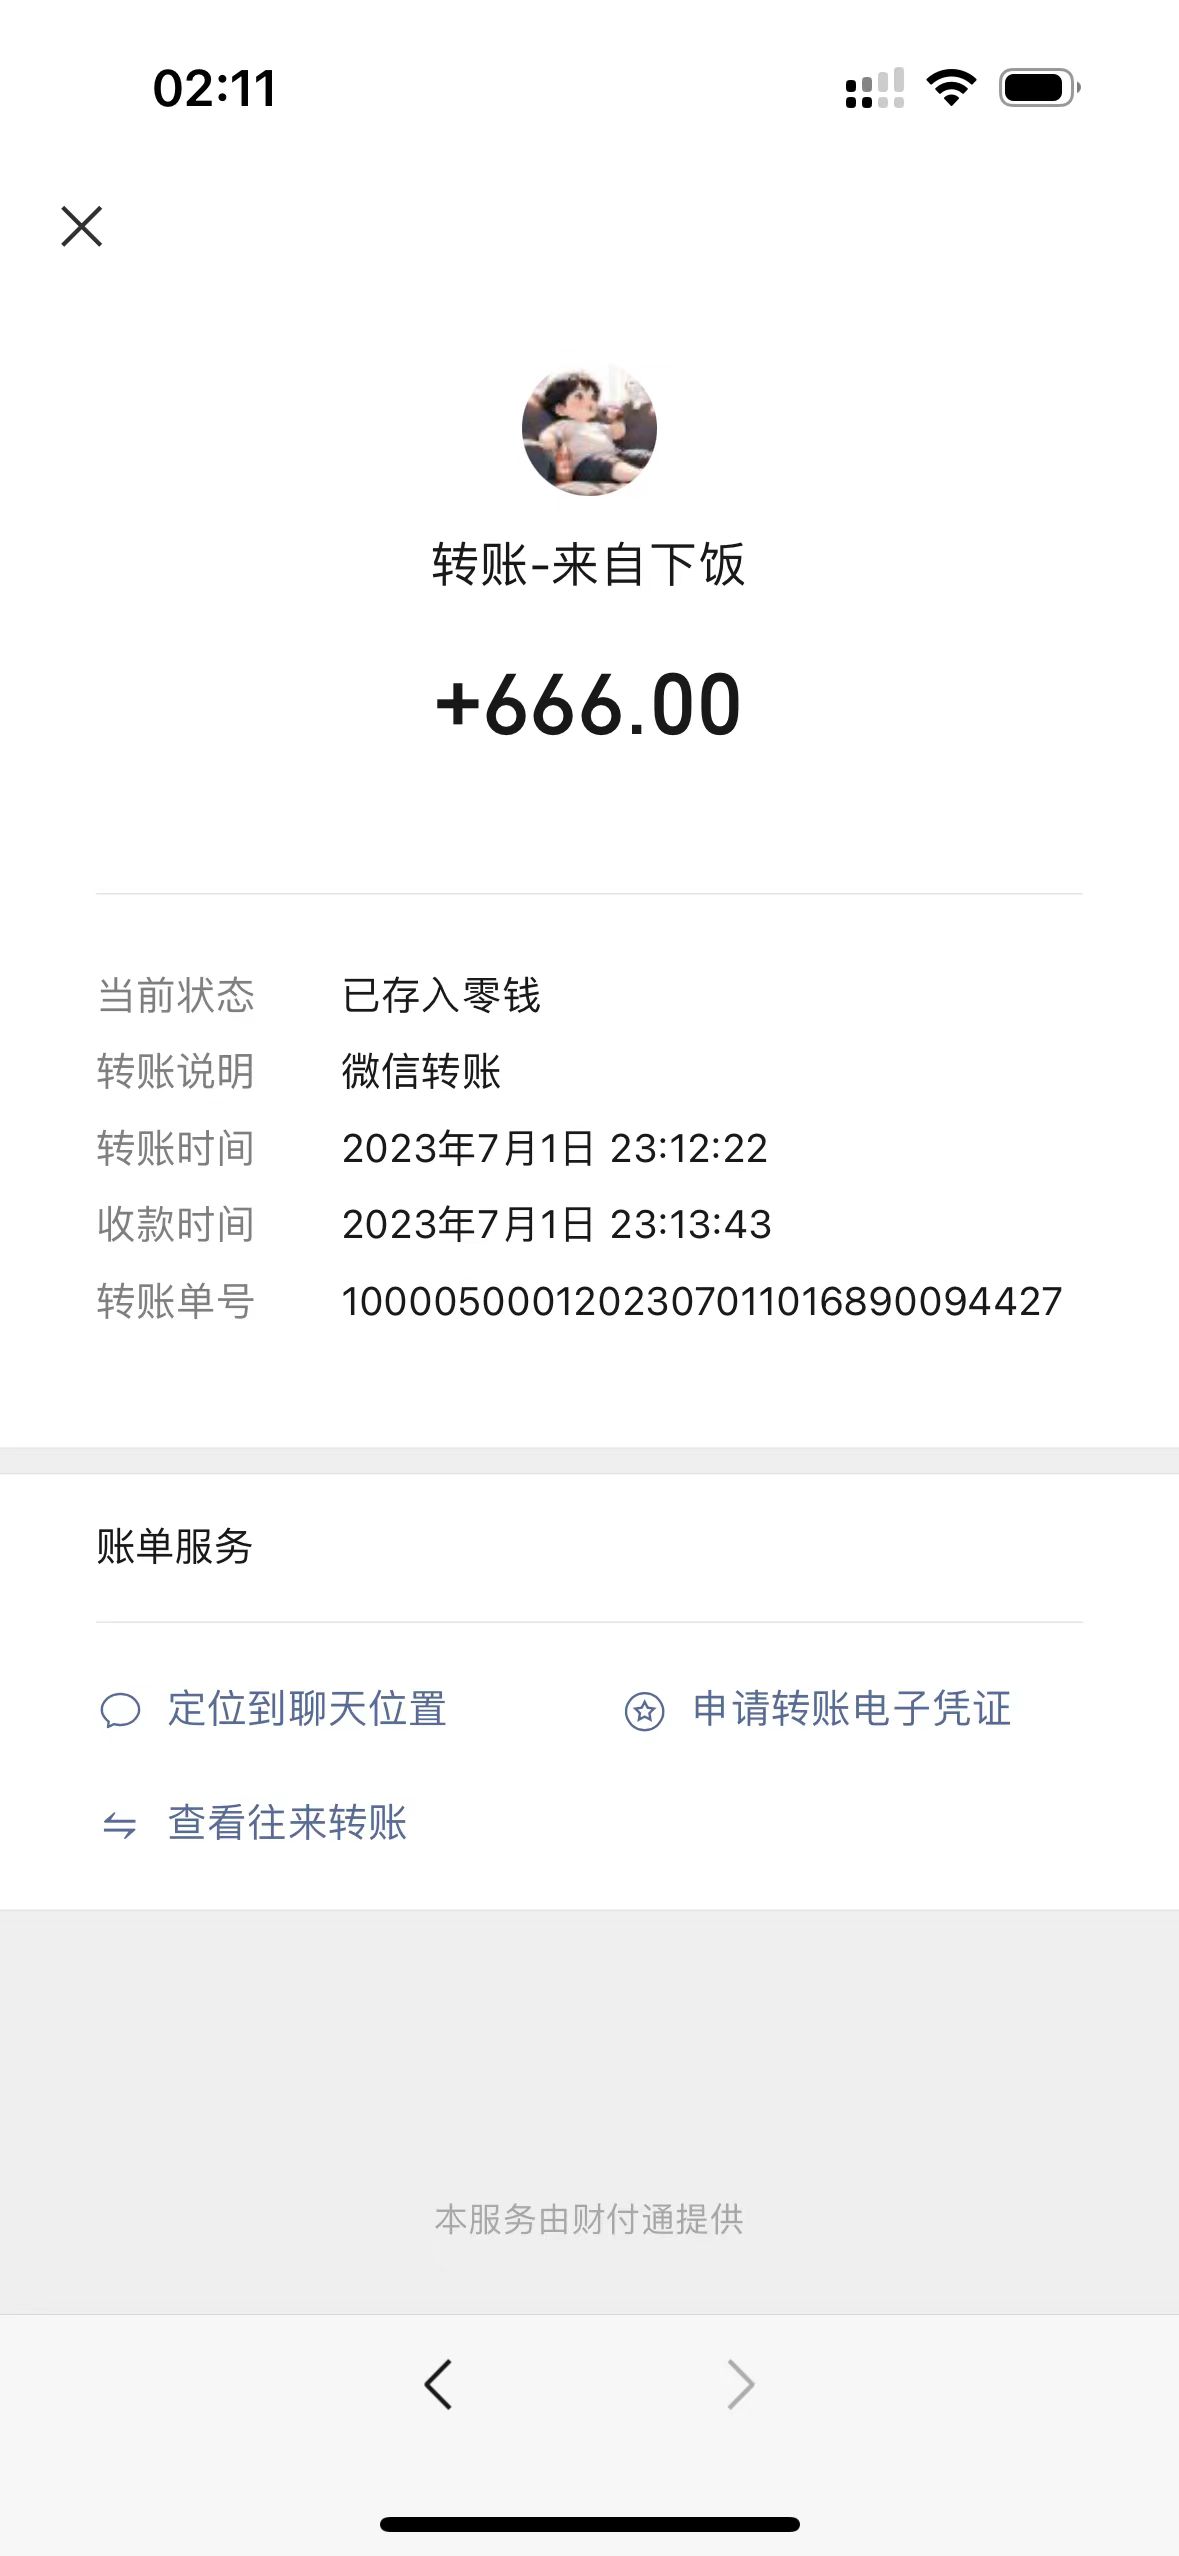 02:11
转账-来自下饭
+666.00
当前状态 已存入零钱
转账说明 微信转账
转账时间 2023年7月1日 23:12:22
收款时间 2023年7月1日 23:13:43
转账单号 1000050001202307011016890094427
账单服务
定位到聊天位置 申请转账电子凭证
查看往来转账
本服务由财付通提供